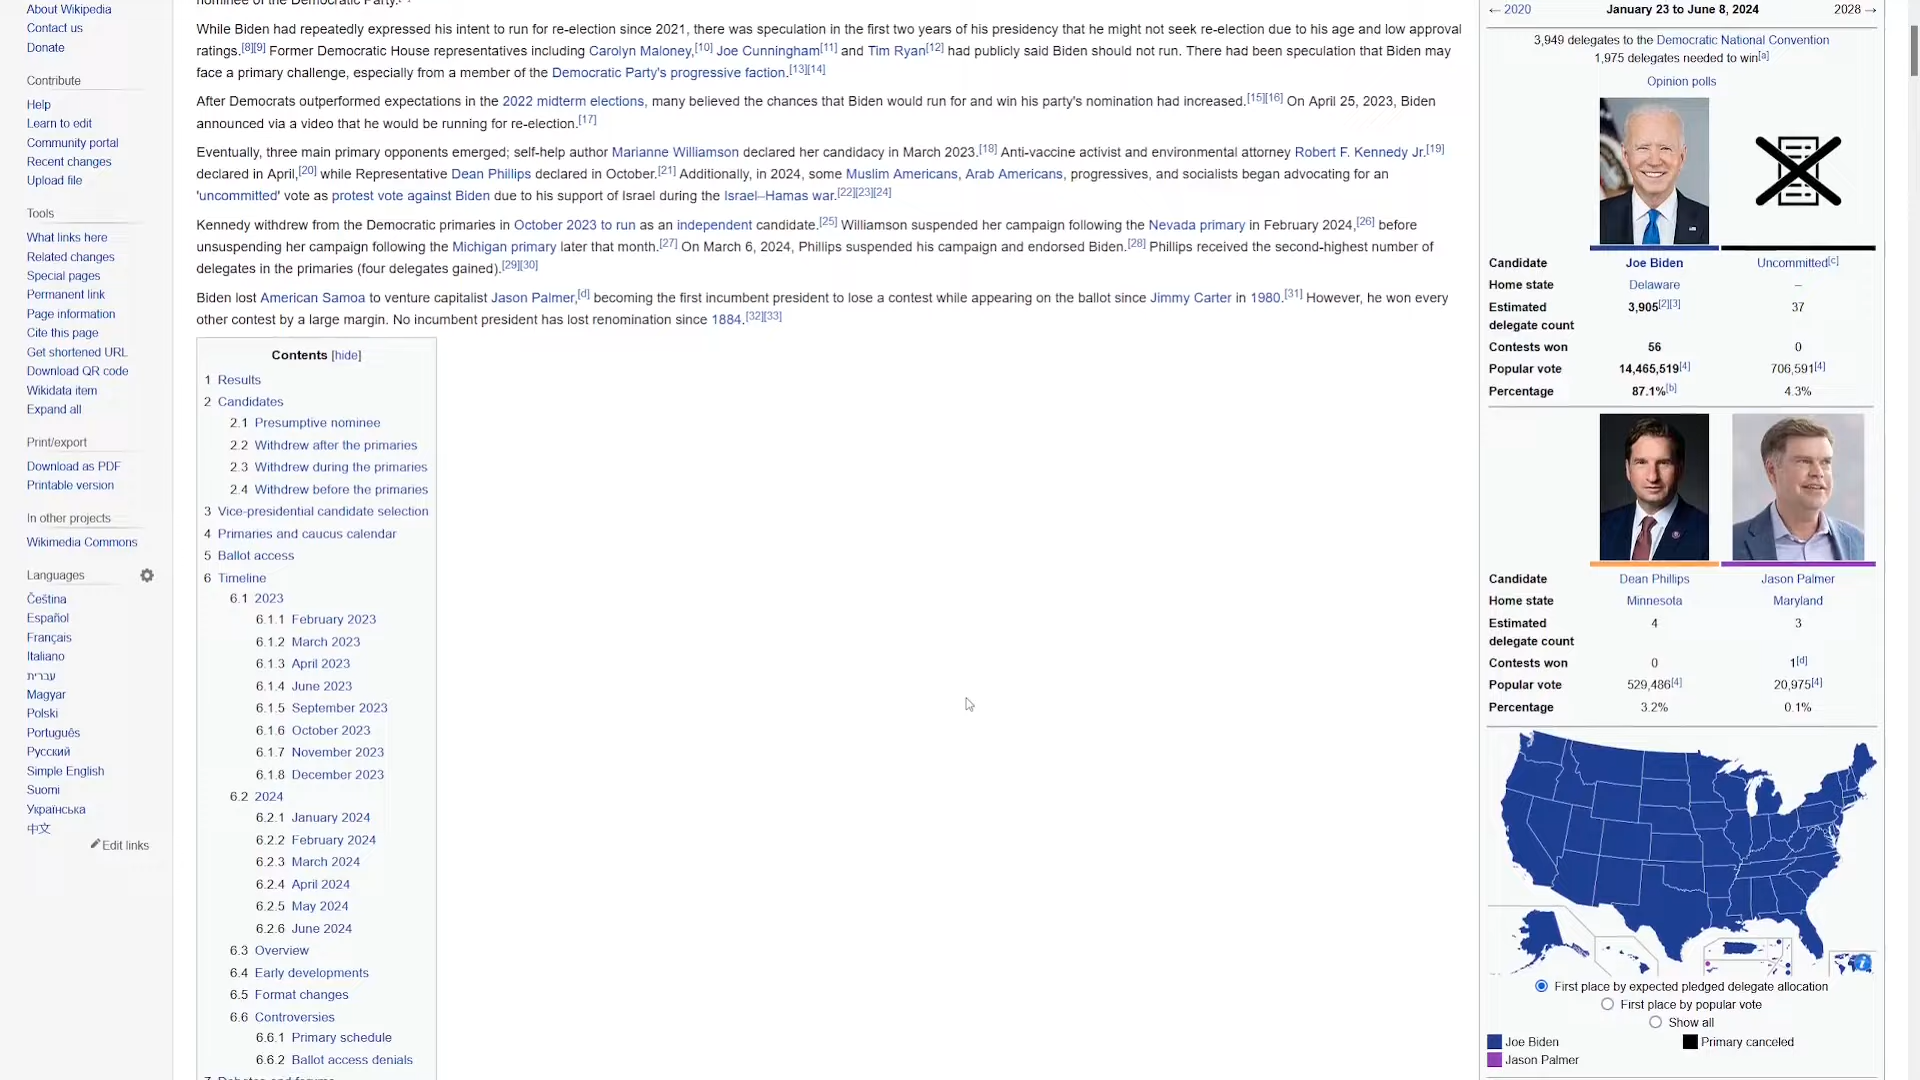 About Wikipedia
Contact us
Donate
Contribute
Help
Learn to edit
Community portal
Recent changes
Upload file
Tools
What links here
Related changes
Special pages
Permanent link
Page information
Cite this page
Get shortened URL
Download QR code
Wikidata item
Expand all
Print/export
Download as PDF
Printable version
In other projects
Wikimedia Commons
Languages
Čeština
Español
Français
Italiano
עברית
Magyar
Polski
Português
Русский
Simple English
Suomi
Українська
中文
Edit links
nominee of the Democratic Party.
While Biden had repeatedly expressed his intent to run for re-election since 2021, there was speculation in the first two years of his presidency that he might not seek re-election due to his age and low approval
ratings.[8][9] Former Democratic House representatives including Carolyn Maloney,[10] Joe Cunningham[11] and Tim Ryan[12] had publicly said Biden should not run. There had been speculation that Biden may
face a primary challenge, especially from a member of the Democratic Party's progressive faction.[13][14]
After Democrats outperformed expectations in the 2022 midterm elections, many believed the chances that Biden would run for and win his party's nomination had increased.[15][16] On April 25, 2023, Biden
announced via a video that he would be running for re-election.[17]
Eventually, three main primary opponents emerged; self-help author Marianne Williamson declared her candidacy in March 2023.[18] Anti-vaccine activist and environmental attorney Robert F. Kennedy Jr.[19]
declared in April,[20] while Representative Dean Phillips declared in October.[21] Additionally, in 2024, some Muslim Americans, Arab Americans, progressives, and socialists began advocating for an
'uncommitted' vote as protest vote against Biden due to his support of Israel during the Israel–Hamas war.[22][23][24]
Kennedy withdrew from the Democratic primaries in October 2023 to run as an independent candidate.[25] Williamson suspended her campaign following the Nevada primary in February 2024,[26] before
unsuspending her campaign following the Michigan primary later that month.[27] On March 6, 2024, Phillips suspended his campaign and endorsed Biden.[28] Phillips received the second-highest number of
delegates in the primaries (four delegates gained).[29][30]
Biden lost American Samoa to venture capitalist Jason Palmer,[d] becoming the first incumbent president to lose a contest while appearing on the ballot since Jimmy Carter in 1980.[31] However, he won every
other contest by a large margin. No incumbent president has lost renomination since 1884.[32][33]
Contents [hide]
1 Results
2 Candidates
2.1 Presumptive nominee
2.2 Withdrew after the primaries
2.3 Withdrew during the primaries
2.4 Withdrew before the primaries
3 Vice-presidential candidate selection
4 Primaries and caucus calendar
5 Ballot access
6 Timeline
6.1 2023
6.1.1 February 2023
6.1.2 March 2023
6.1.3 April 2023
6.1.4 June 2023
6.1.5 September 2023
6.1.6 October 2023
6.1.7 November 2023
6.1.8 December 2023
6.2 2024
6.2.1 January 2024
6.2.2 February 2024
6.2.3 March 2024
6.2.4 April 2024
6.2.5 May 2024
6.2.6 June 2024
6.3 Overview
6.4 Early developments
6.5 Format changes
6.6 Controversies
6.6.1 Primary schedule
6.6.2 Ballot access denials
7 Debates and forums
← 2020 January 23 to June 8, 2024 2028 →
3,949 delegates to the Democratic National Convention
1,975 delegates needed to win[a]
Opinion polls
Candidate Joe Biden Uncommitted[c]
Home state Delaware –
Estimated
delegate count 3,905[2][3] 37
Contests won 56 0
Popular vote 14,465,519[4] 706,591[4]
Percentage 87.1%[b] 4.3%
Candidate Dean Phillips Jason Palmer
Home state Minnesota Maryland
Estimated
delegate count 4 3
Contests won 0 1[d]
Popular vote 529,486[4] 20,975[4]
Percentage 3.2% 0.1%
First place by expected pledged delegate allocation
First place by popular vote
Show all
Joe Biden Primary canceled
Jason Palmer